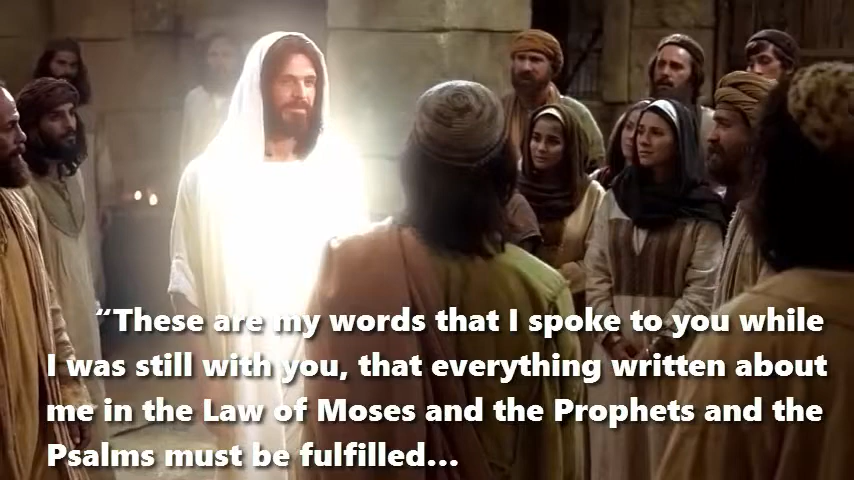 “These are my words that I spoke to you while
I was still with you, that everything written about
me in the Law of Moses and the Prophets and the
Psalms must be fulfilled...